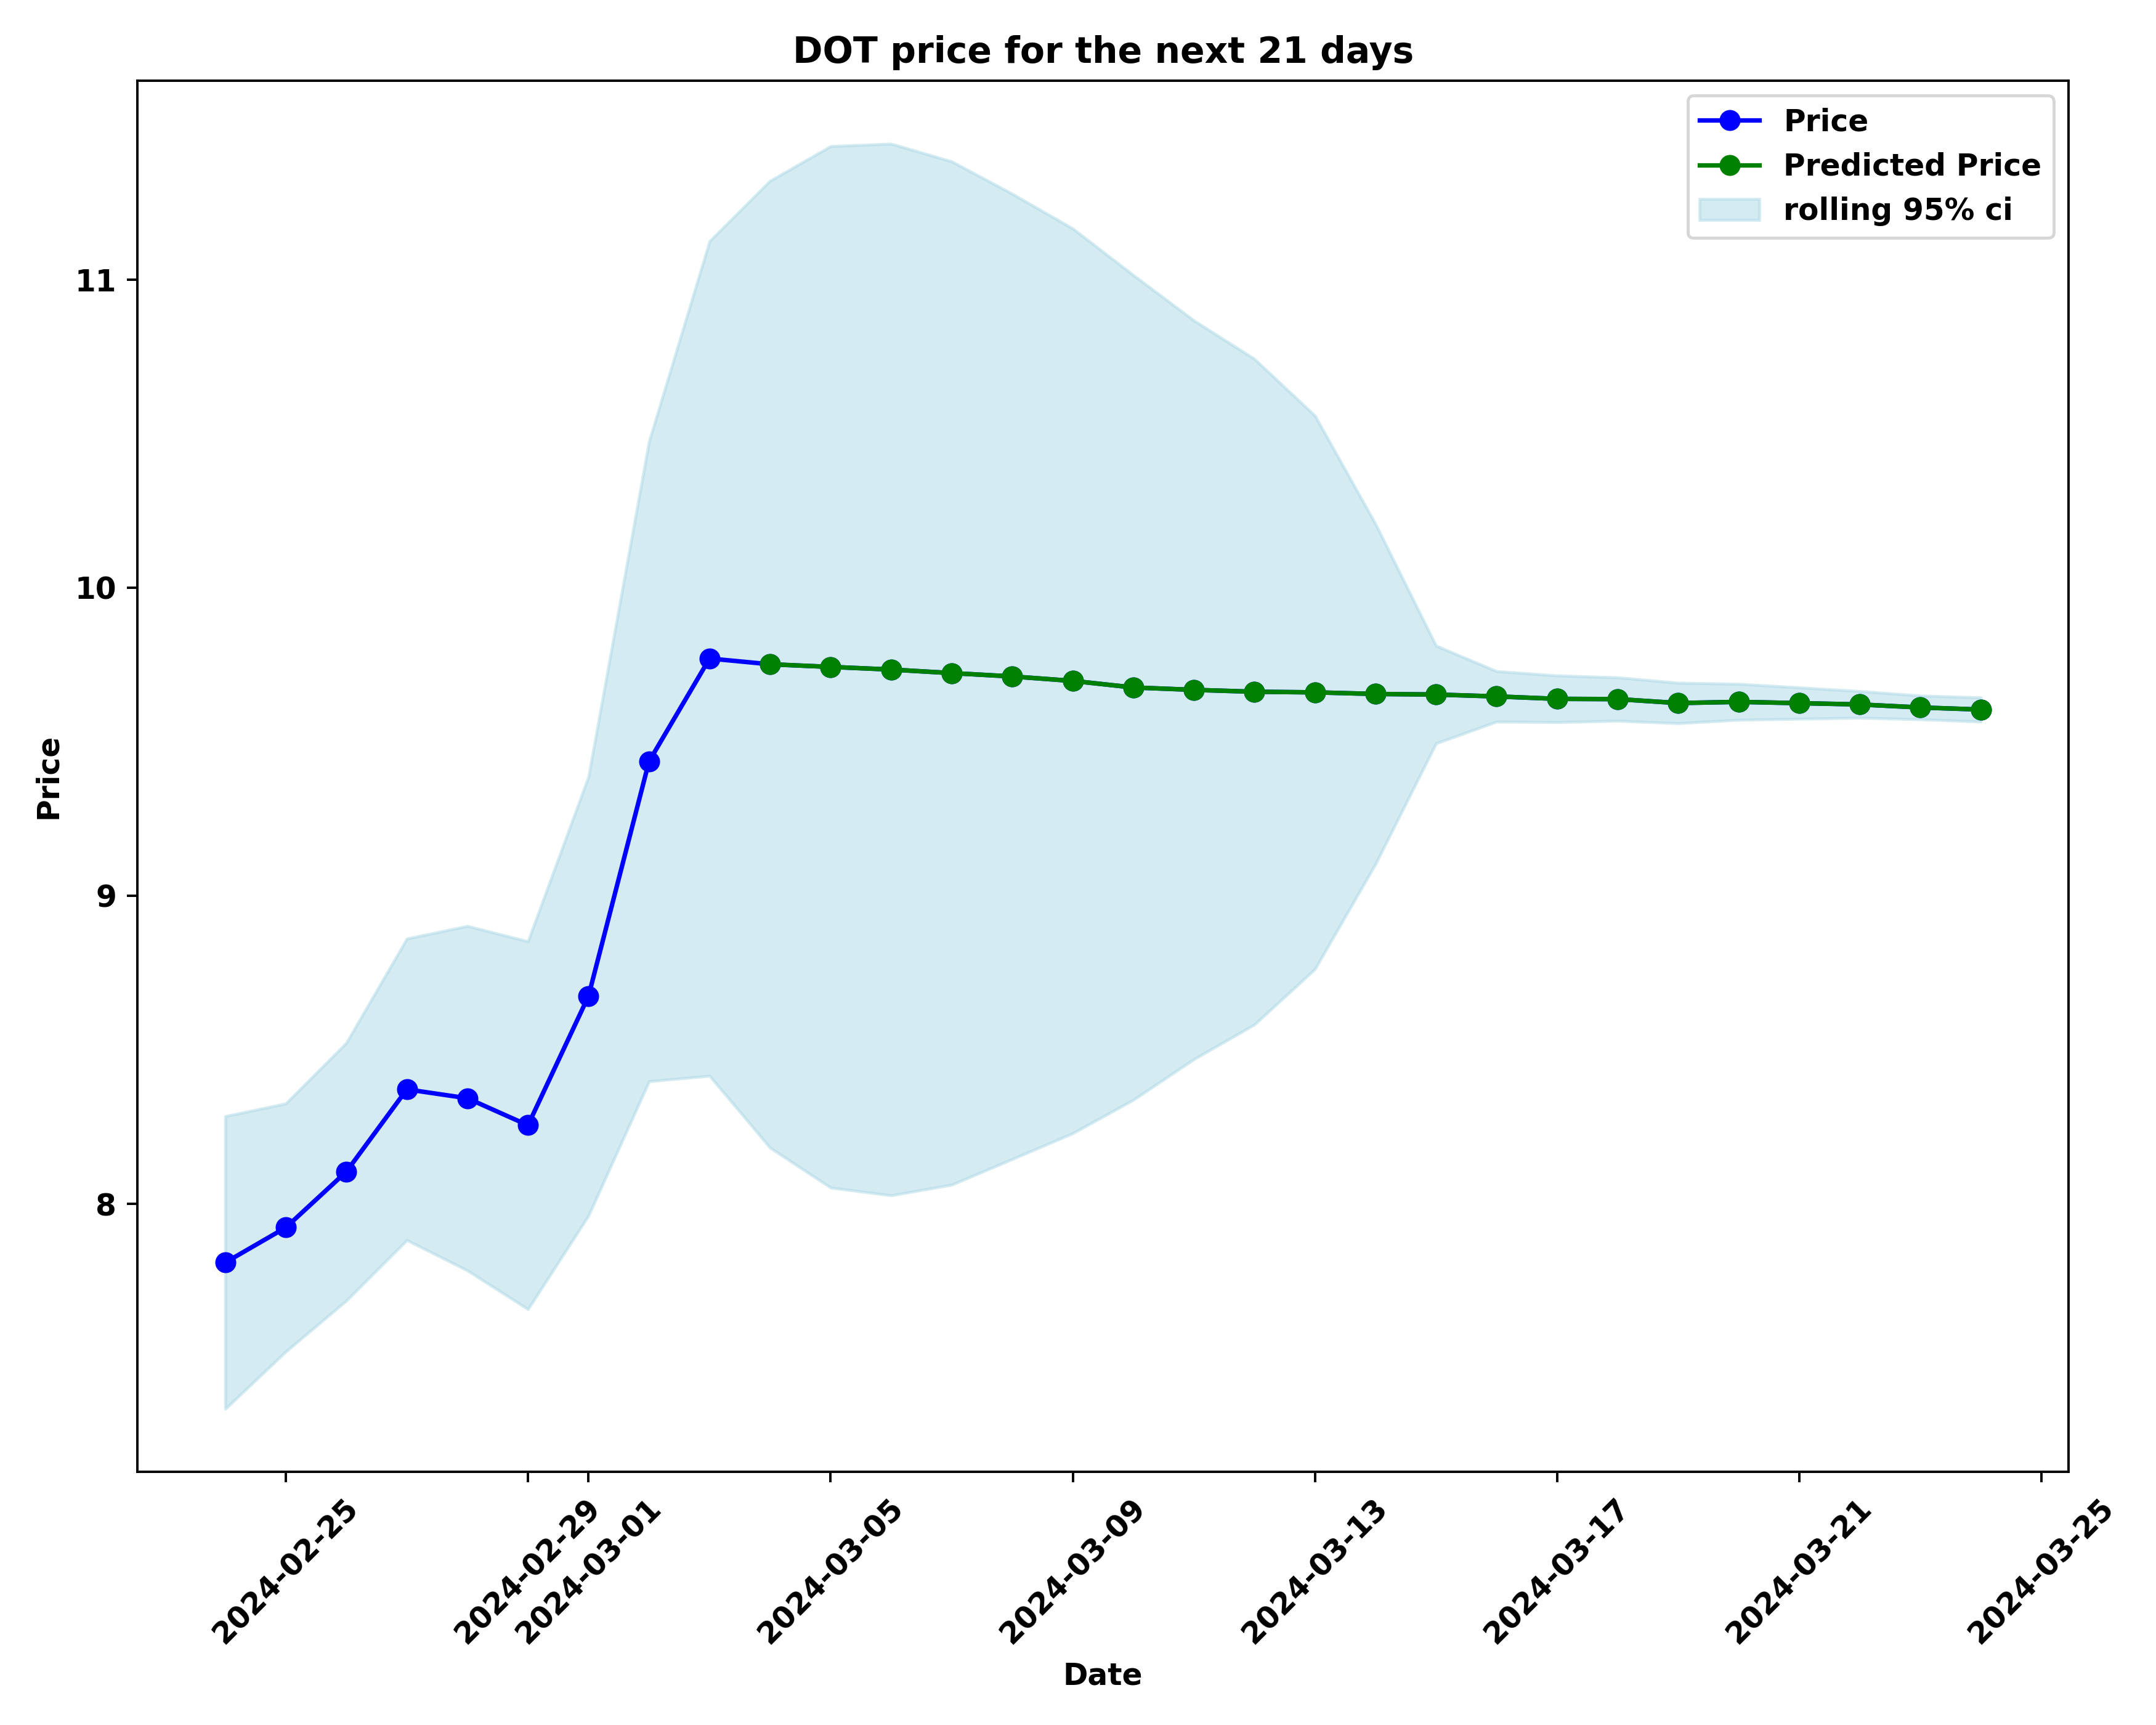 DOT price for the next 21 days
Price
Predicted Price
rolling 95% ci
11
10
9
8
Price
2024-02-25
2024-02-29
2024-03-01
2024-03-05
2024-03-09
2024-03-13
2024-03-17
2024-03-21
2024-03-25
Date